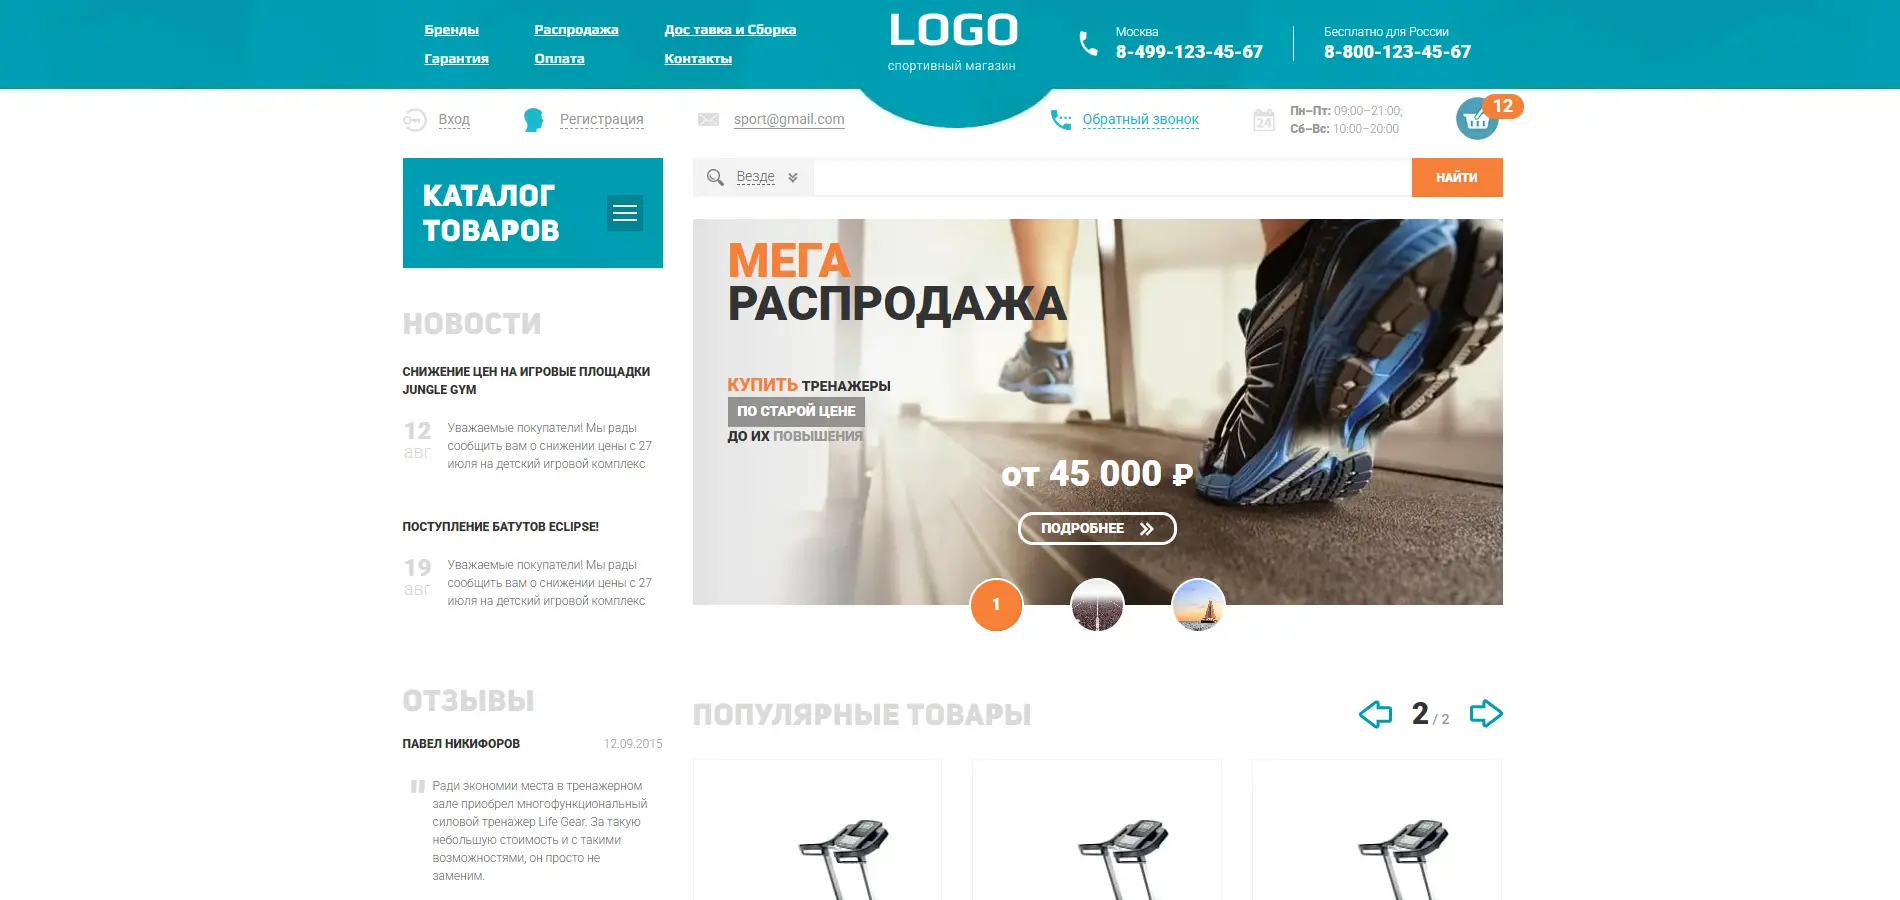 Бренды
Распродажа
Дос тавка и Сборка
Гарантия
Оплата
Контакты
LOGO
спортивный магазин
Москва
8-499-123-45-67
Бесплатно для России
8-800-123-45-67
Вход
Регистрация
sport@gmail.com
Обратный звонок
24
Пн–Пт: 09:00–21:00;
Сб–Вс: 10:00–20:00
12
КАТАЛОГ
ТОВАРОВ
Везде
НАЙТИ
МЕГА
РАСПРОДАЖА
КУПИТЬ ТРЕНАЖЕРЫ
ПО СТАРОЙ ЦЕНЕ
ДО ИХ ПОВЫШЕНИЯ
от 45 000 ₽
ПОДРОБНЕЕ
1
НОВОСТИ
СНИЖЕНИЕ ЦЕН НА ИГРОВЫЕ ПЛОЩАДКИ
JUNGLE GYM
12
авг
Уважаемые покупатели! Мы рады
сообщить вам о снижении цены с 27
июля на детский игровой комплекс
ПОСТУПЛЕНИЕ БАТУТОВ ECLIPSE!
19
авг
Уважаемые покупатели! Мы рады
сообщить вам о снижении цены с 27
июля на детский игровой комплекс
ОТЗЫВЫ
ПАВЕЛ НИКИФОРОВ
12.09.2015
" Ради экономии места в тренажерном
зале приобрел многофункциональный
силовой тренажер Life Gear. За такую
небольшую стоимость и с такими
возможностями, он просто не
заменим.
ПОПУЛЯРНЫЕ ТОВАРЫ
2 / 2